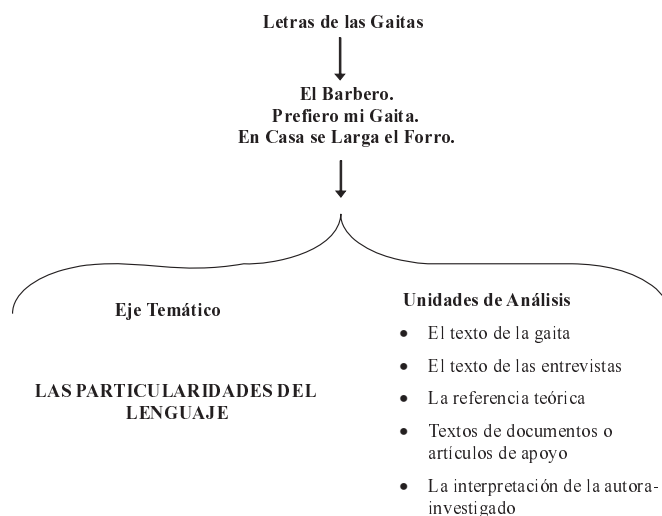 Letras de las Gaitas
El Barbero.
Prefiero mi Gaita.
En Casa se Larga el Forro.
Eje Temático
LAS PARTICULARIDADES DEL
LENGUAJE
Unidades de Análisis
• El texto de la gaita
• El texto de las entrevistas
• La referencia teórica
• Textos de documentos o
artículos de apoyo
• La interpretación de la autora-
investigado